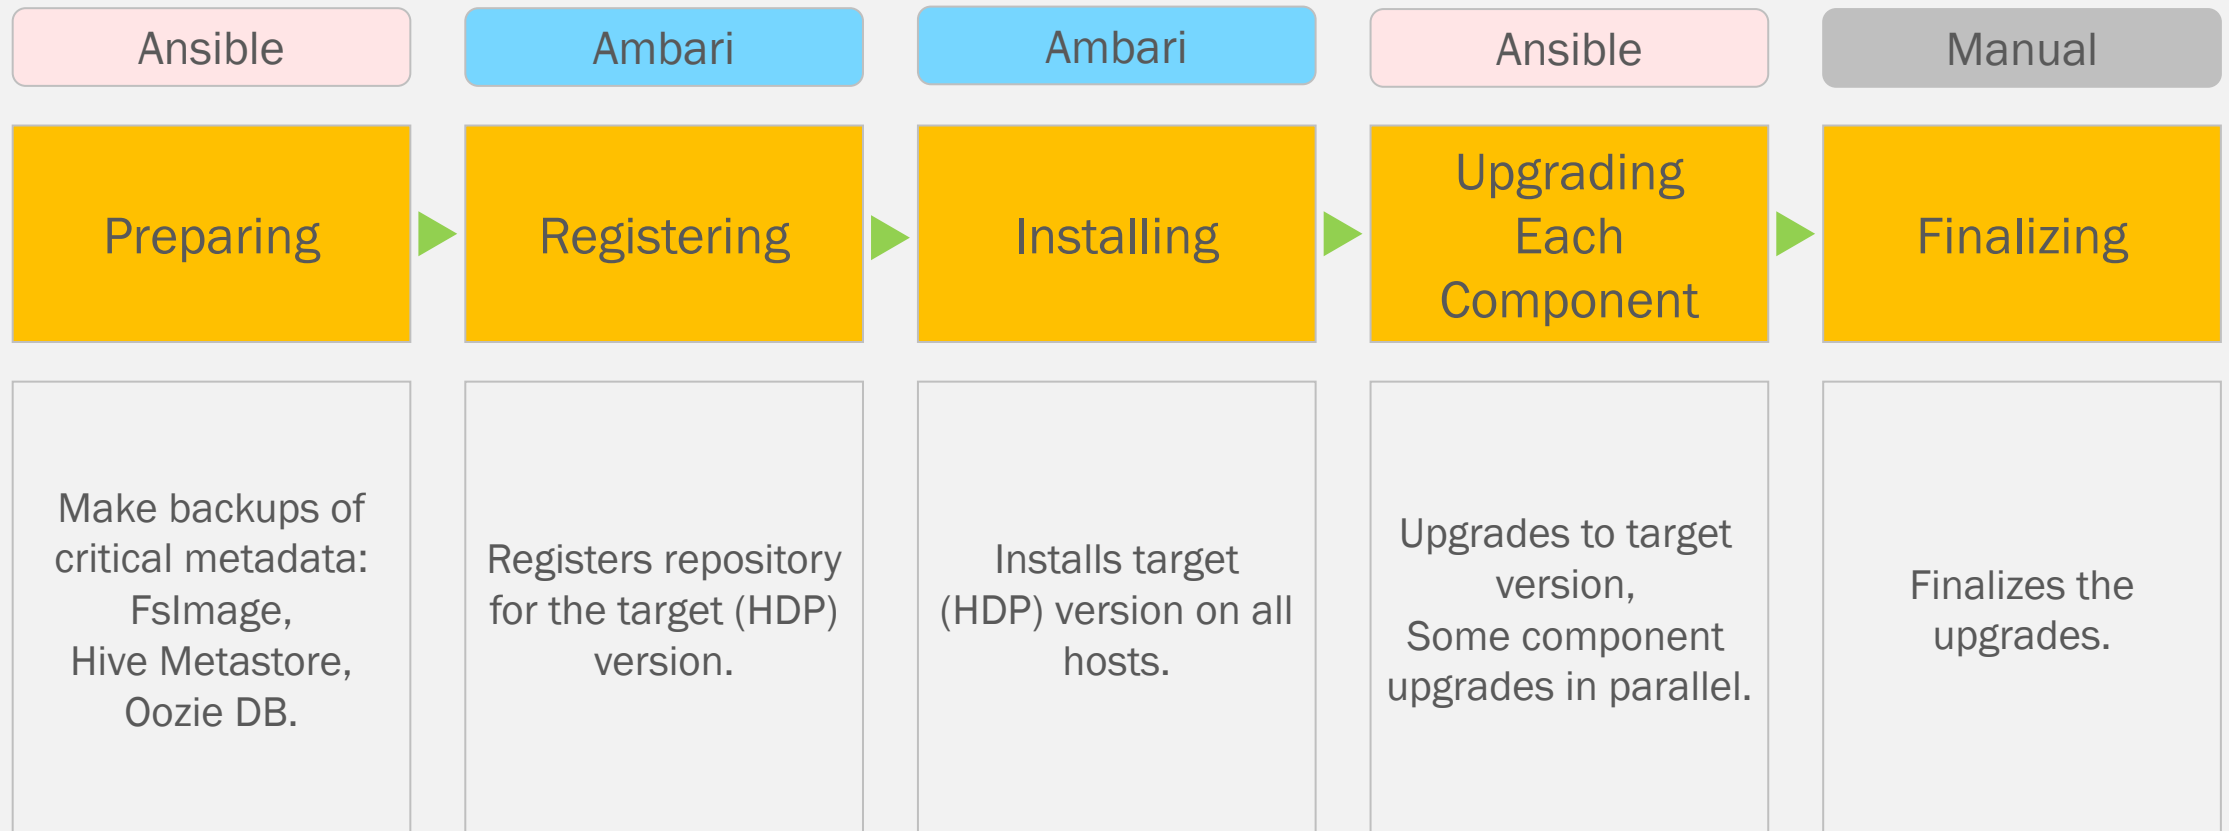 Ansible
Ambari
Ambari
Ansible
Manual
Preparing
Registering
Installing
Upgrading
Each
Component
Finalizing
Make backups of
critical metadata:
FsImage,
Hive Metastore,
Oozie DB.
Registers repository
for the target (HDP)
version.
Installs target
(HDP) version on all
hosts.
Upgrades to target
version,
Some component
upgrades in parallel.
Finalizes the
upgrades.